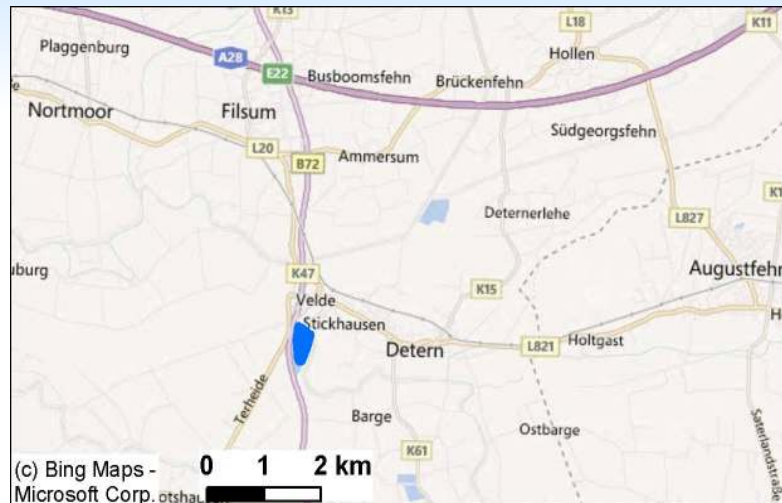 K13
L18
K11
Plaggenburg
Hollen
A28
E22
Busboomsfehn
Brückenfehn
Nortmoor
Filsum
Südgeorgsfehn
L20
B72
Ammersum
Deternerlehe
L827
Augustfehn
K47
K15
Velde
Stickhausen
Detern
L821
Holtgast
Terheide
Barge
Ostbarge
Saterlandstraße
K61
(c) Bing Maps -
Microsoft Corp.
0 1 2 km